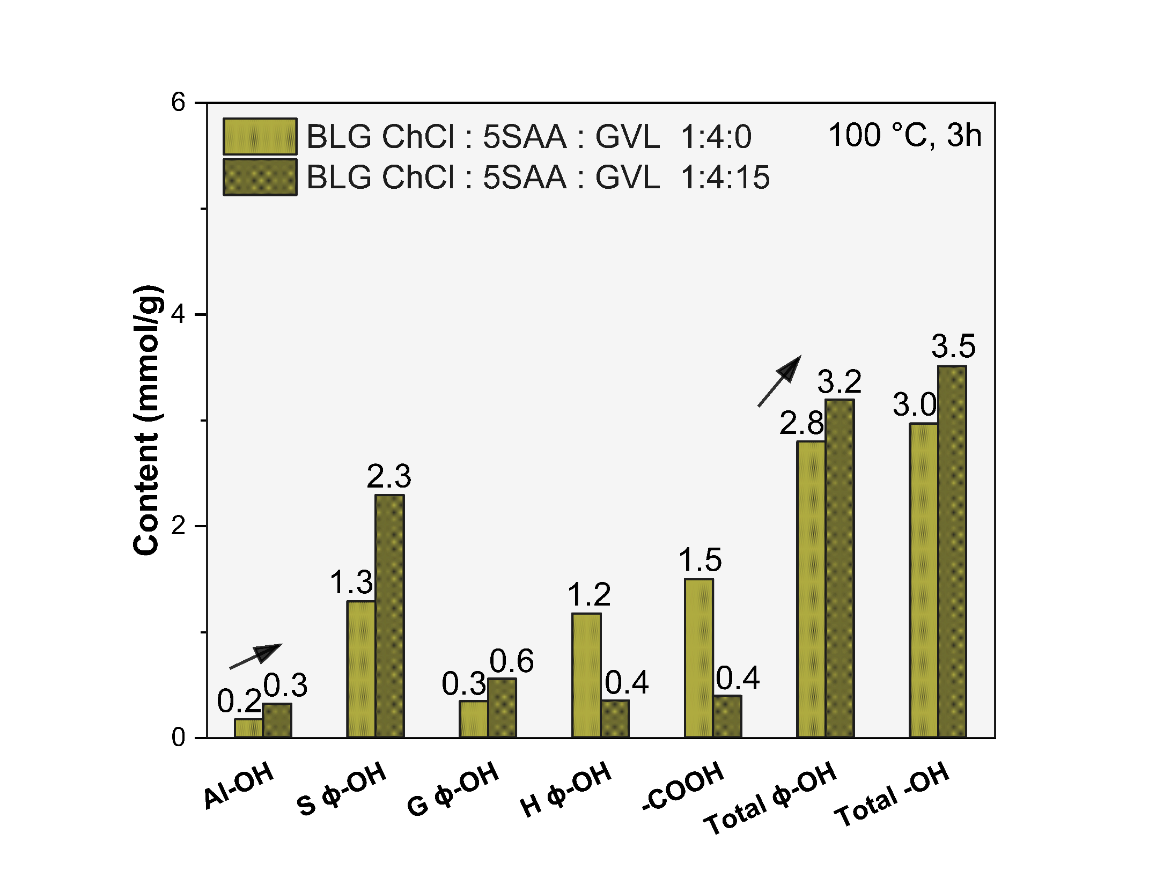 6
BLG ChCl : 5SAA : GVL 1:4:0
100 °C, 3h
BLG ChCl : 5SAA : GVL 1:4:15
Content (mmol/g)
4
2
0
0.2
0.3
1.3
2.3
0.3
0.6
1.2
0.4
1.5
0.4
2.8
3.2
3.0
3.5
Al-OH
S ϕ-OH
G ϕ-OH
H ϕ-OH
-COOH
Total ϕ-OH
Total -OH